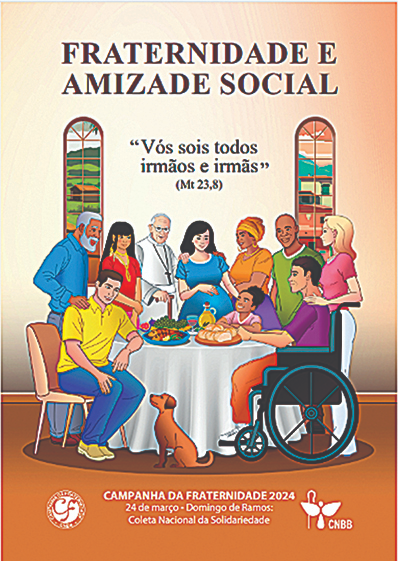 FRATERNIDADE E
AMIZADE SOCIAL
“Vós sois todos
irmãos e irmãs”
(Mt 23,8)
CAMPANHA DA FRATERNIDADE 2024
24 de março - Domingo de Ramos:
Coleta Nacional da Solidariedade
CF
CNBB